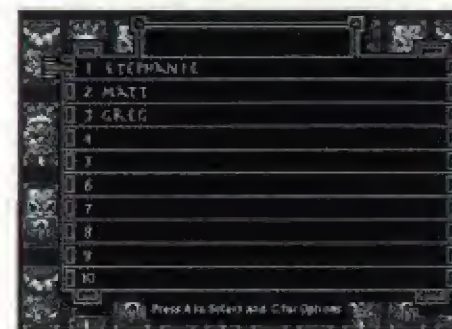 1 STEPHANIE
2 MATT
3 GREG
4
5
6
7
8
9
10
Press A to Select and C for Options